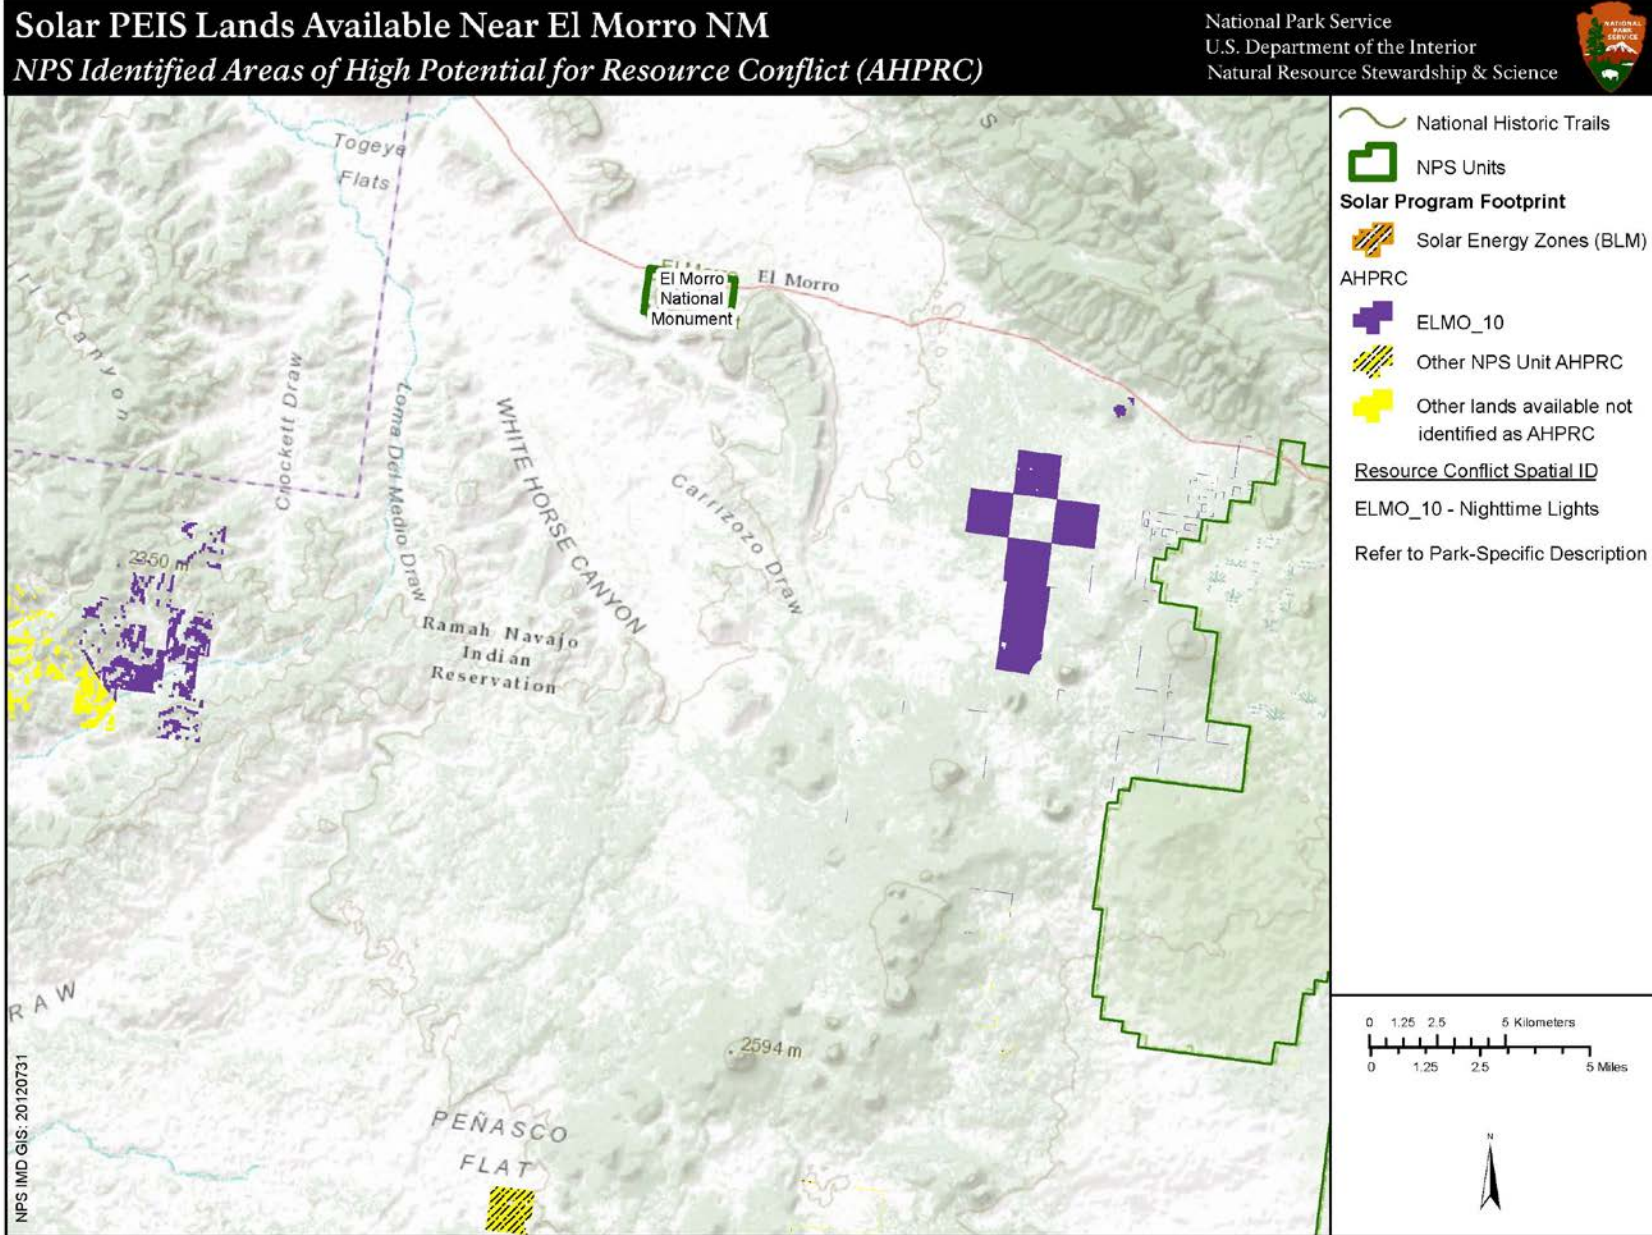 Solar PEIS Lands Available Near El Morro NM
NPS Identified Areas of High Potential for Resource Conflict (AHPRC)
National Park Service
U.S. Department of the Interior
Natural Resource Stewardship & Science
NATIONAL
PARK
SERVICE
Togeye
Flats
S
El Morro
El Morro
National
Monument
El Morro
Canyon
Crockett Draw
Loma Del Medio Draw
WHITE HORSE CANYON
Carrizozo Draw
2350 m
Ramah Navajo
Indian
Reservation
RAW
2594 m
PEÑASCO
FLAT
NPS IMD GIS: 20120731
National Historic Trails
NPS Units
Solar Program Footprint
Solar Energy Zones (BLM)
AHPRC
ELMO_10
Other NPS Unit AHPRC
Other lands available not
identified as AHPRC
Resource Conflict Spatial ID
ELMO_10 - Nighttime Lights
Refer to Park-Specific Description
0 1.25 2.5 5 Kilometers
0 1.25 2.5 5 Miles
N